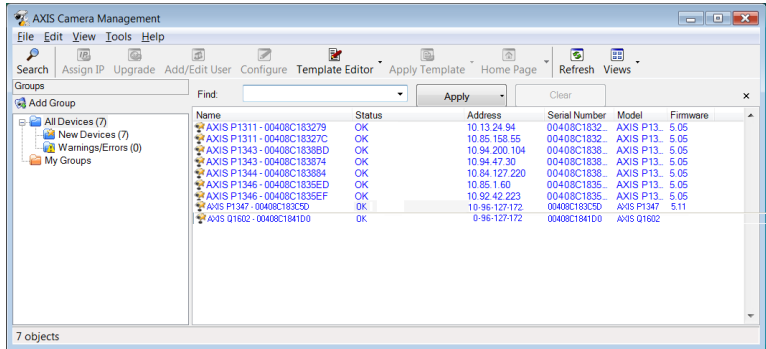 AXIS Camera Management
File Edit View Tools Help
Search Assign IP Upgrade Add/Edit User Configure Template Editor Apply Template Home Page Refresh Views
Groups
Find: Apply Clear
Add Group
Name Status Address Serial Number Model Firmware
All Devices (7)
New Devices (7)
Warnings/Errors (0)
My Groups
AXIS P1311 - 00408C183279 OK 10.13.24.94 00408C1832... AXIS P13... 5.05
AXIS P1311 - 00408C18327C OK 10.85.158.55 00408C1832... AXIS P13... 5.05
AXIS P1343 - 00408C1838BD OK 10.94.200.104 00408C1838... AXIS P13... 5.05
AXIS P1343 - 00408C183874 OK 10.94.47.30 00408C1838... AXIS P13... 5.05
AXIS P1344 - 00408C183884 OK 10.84.127.220 00408C1838... AXIS P13... 5.05
AXIS P1346 - 00408C1835ED OK 10.85.1.60 00408C1835... AXIS P13... 5.05
AXIS P1346 - 00408C1835EF OK 10.92.42.223 00408C1835... AXIS P13... 5.05
AXIS P1347 - 00408C183C5D OK 10-96-127-172 00408C183C5D AXIS P1347 5.11
AXIS Q1602 - 00408C1841D0 OK 0-96-127-172 00408C1841D0 AXIS Q1602
7 objects